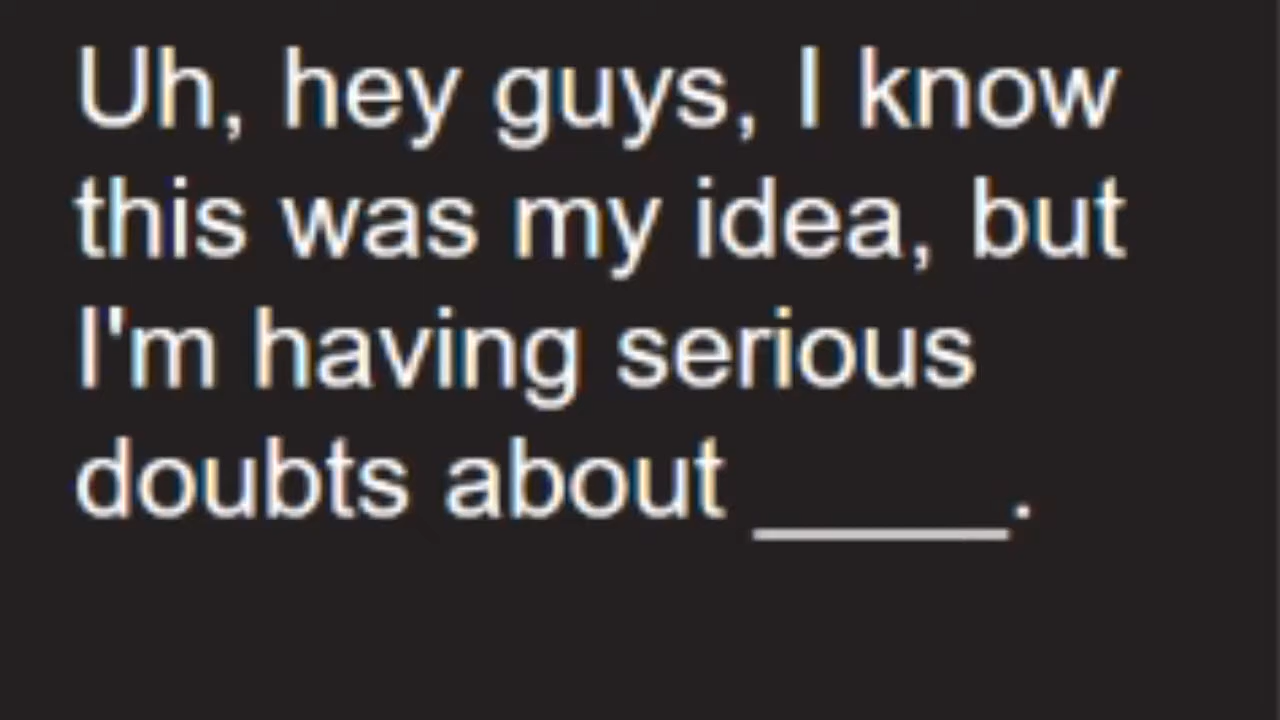 Uh, hey guys, I know
this was my idea, but
I'm having serious
doubts about _____.